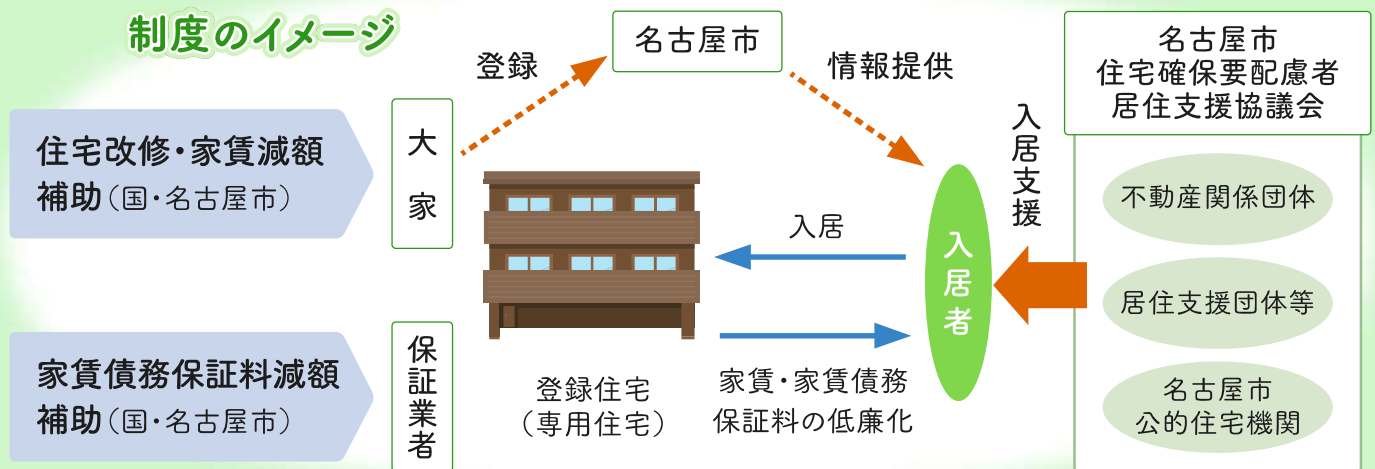 制度のイメージ
住宅改修・家賃減額
補助(国・名古屋市)
家賃債務保証料減額
補助(国・名古屋市)
大家
保証業者
登録
名古屋市
情報提供
登録住宅
(専用住宅)
入居
家賃・家賃債務
保証料の低廉化
入居者
入居支援
名古屋市
住宅確保要配慮者
居住支援協議会
不動産関係団体
居住支援団体等
名古屋市
公的住宅機関